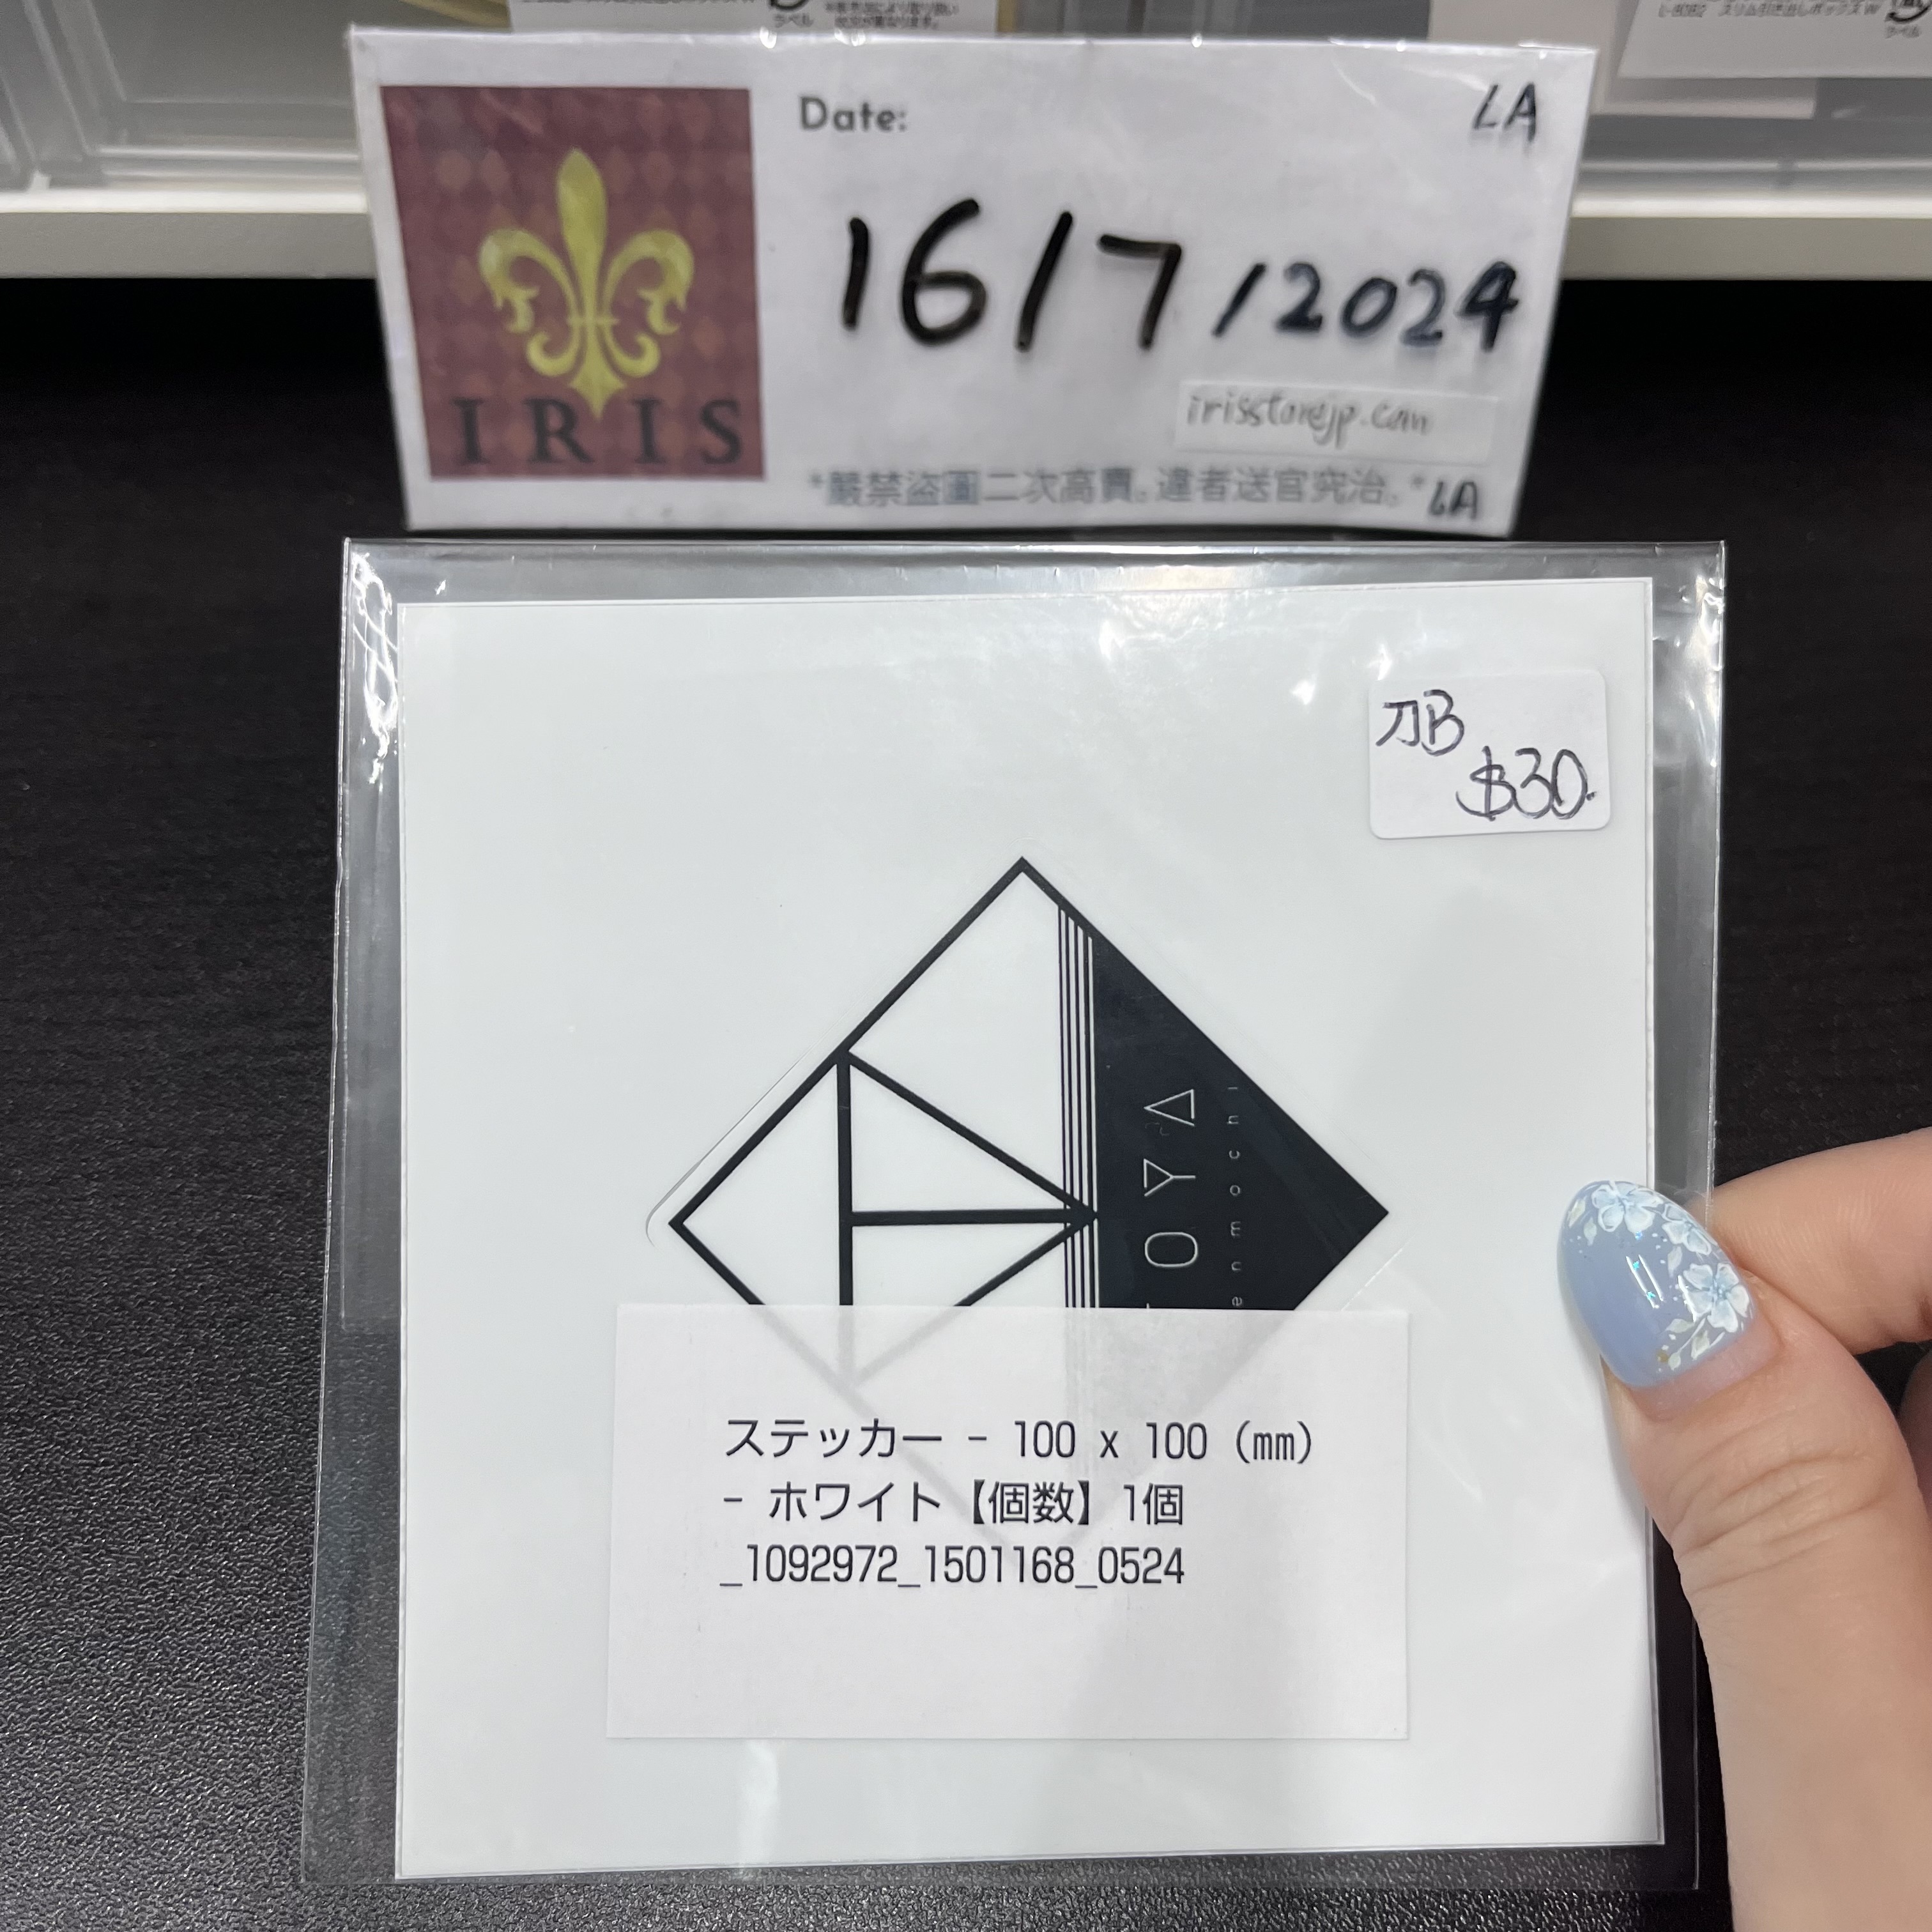 Date:
LA
16/7/2024
irisstorejp.com
IRIS
*嚴禁盜圖二次高賣。違者送官究治。*
LA
刀B
$30.
OYA
enmochi
ステッカー - 100 x 100 (mm)
- ホワイト【個数】1個
_1092972_1501168_0524